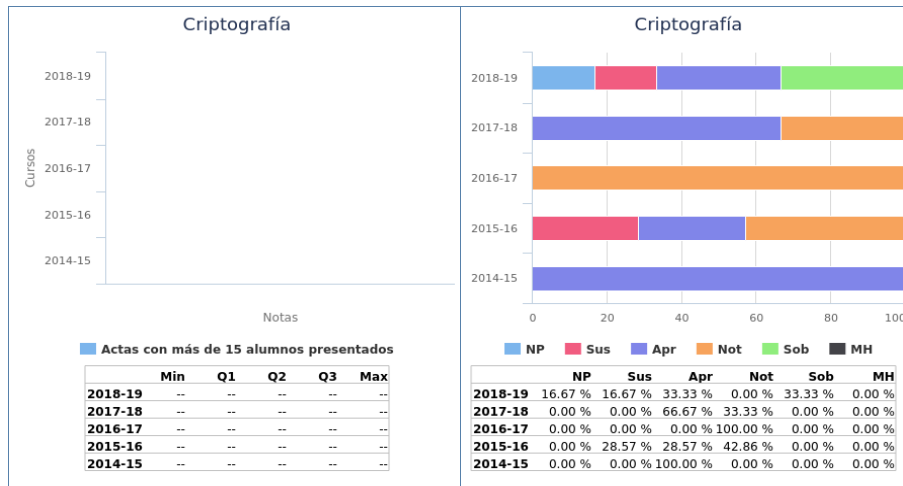 Criptografía
2018-19
2017-18
2016-17
2015-16
2014-15
Cursos
Notas
Actas con más de 15 alumnos presentados
Min Q1 Q2 Q3 Max
2018-19 -- -- -- -- --
2017-18 -- -- -- -- --
2016-17 -- -- -- -- --
2015-16 -- -- -- -- --
2014-15 -- -- -- -- --
Criptografía
2018-19
2017-18
2016-17
2015-16
2014-15
0 20 40 60 80 100
NP Sus Apr Not Sob MH
NP Sus Apr Not Sob MH
2018-19 16.67 % 16.67 % 33.33 % 0.00 % 33.33 % 0.00 %
2017-18 0.00 % 0.00 % 66.67 % 33.33 % 0.00 % 0.00 %
2016-17 0.00 % 0.00 % 0.00 % 100.00 % 0.00 % 0.00 %
2015-16 0.00 % 28.57 % 28.57 % 42.86 % 0.00 % 0.00 %
2014-15 0.00 % 0.00 % 100.00 % 0.00 % 0.00 % 0.00 %